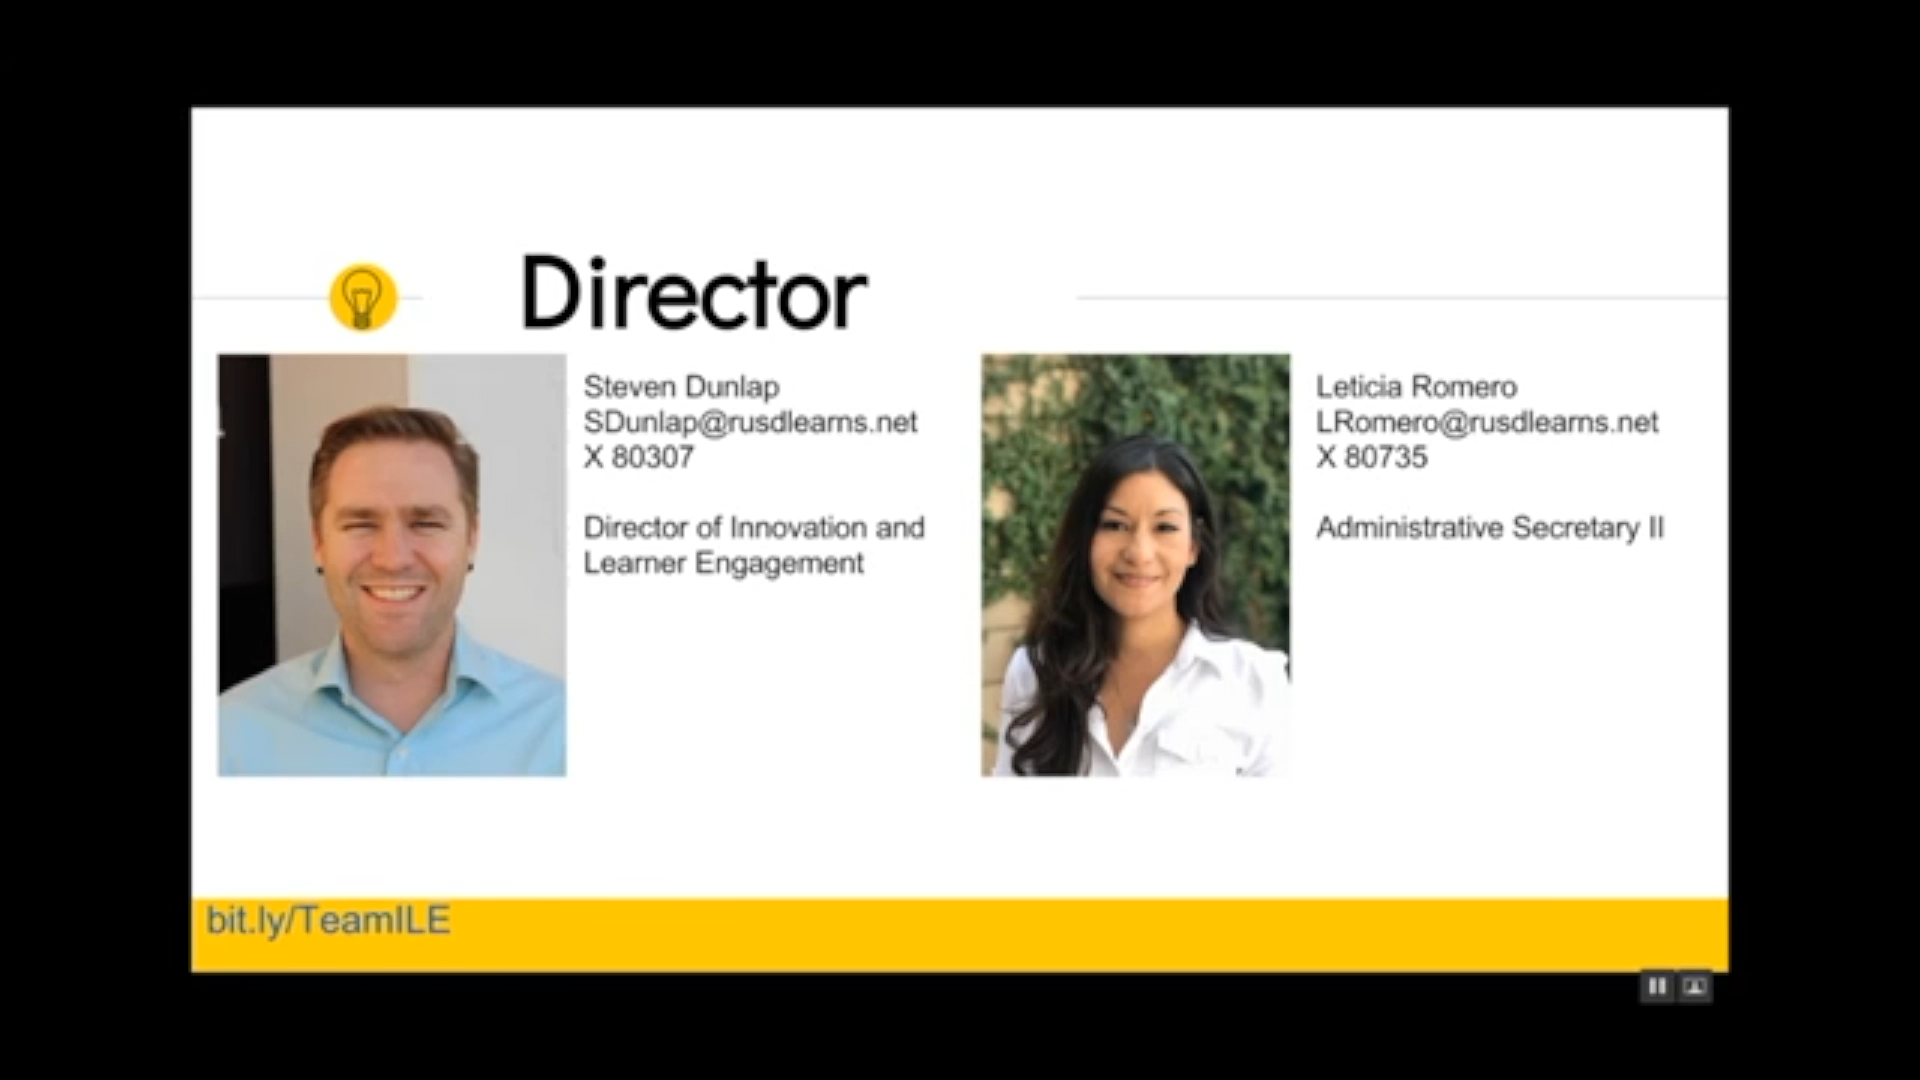 Director
Steven Dunlap
SDunlap@rusdlearns.net
X 80307
Director of Innovation and
Learner Engagement
Leticia Romero
LRomero@rusdlearns.net
X 80735
Administrative Secretary II
bit.ly/TeamILE